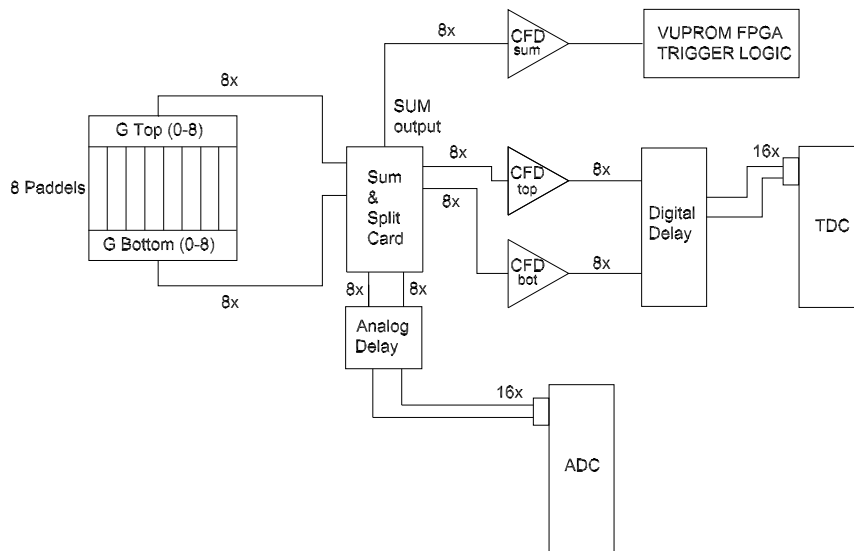 8x
CFD
sum
VUPROM FPGA
TRIGGER LOGIC
8x
SUM
output
G Top (0-8)
8 Paddels
G Bottom (0-8)
8x
Sum
&
Split
Card
8x
CFD
top
8x
8x
CFD
bot
8x
Digital
Delay
16x
TDC
8x
8x
Analog
Delay
16x
ADC